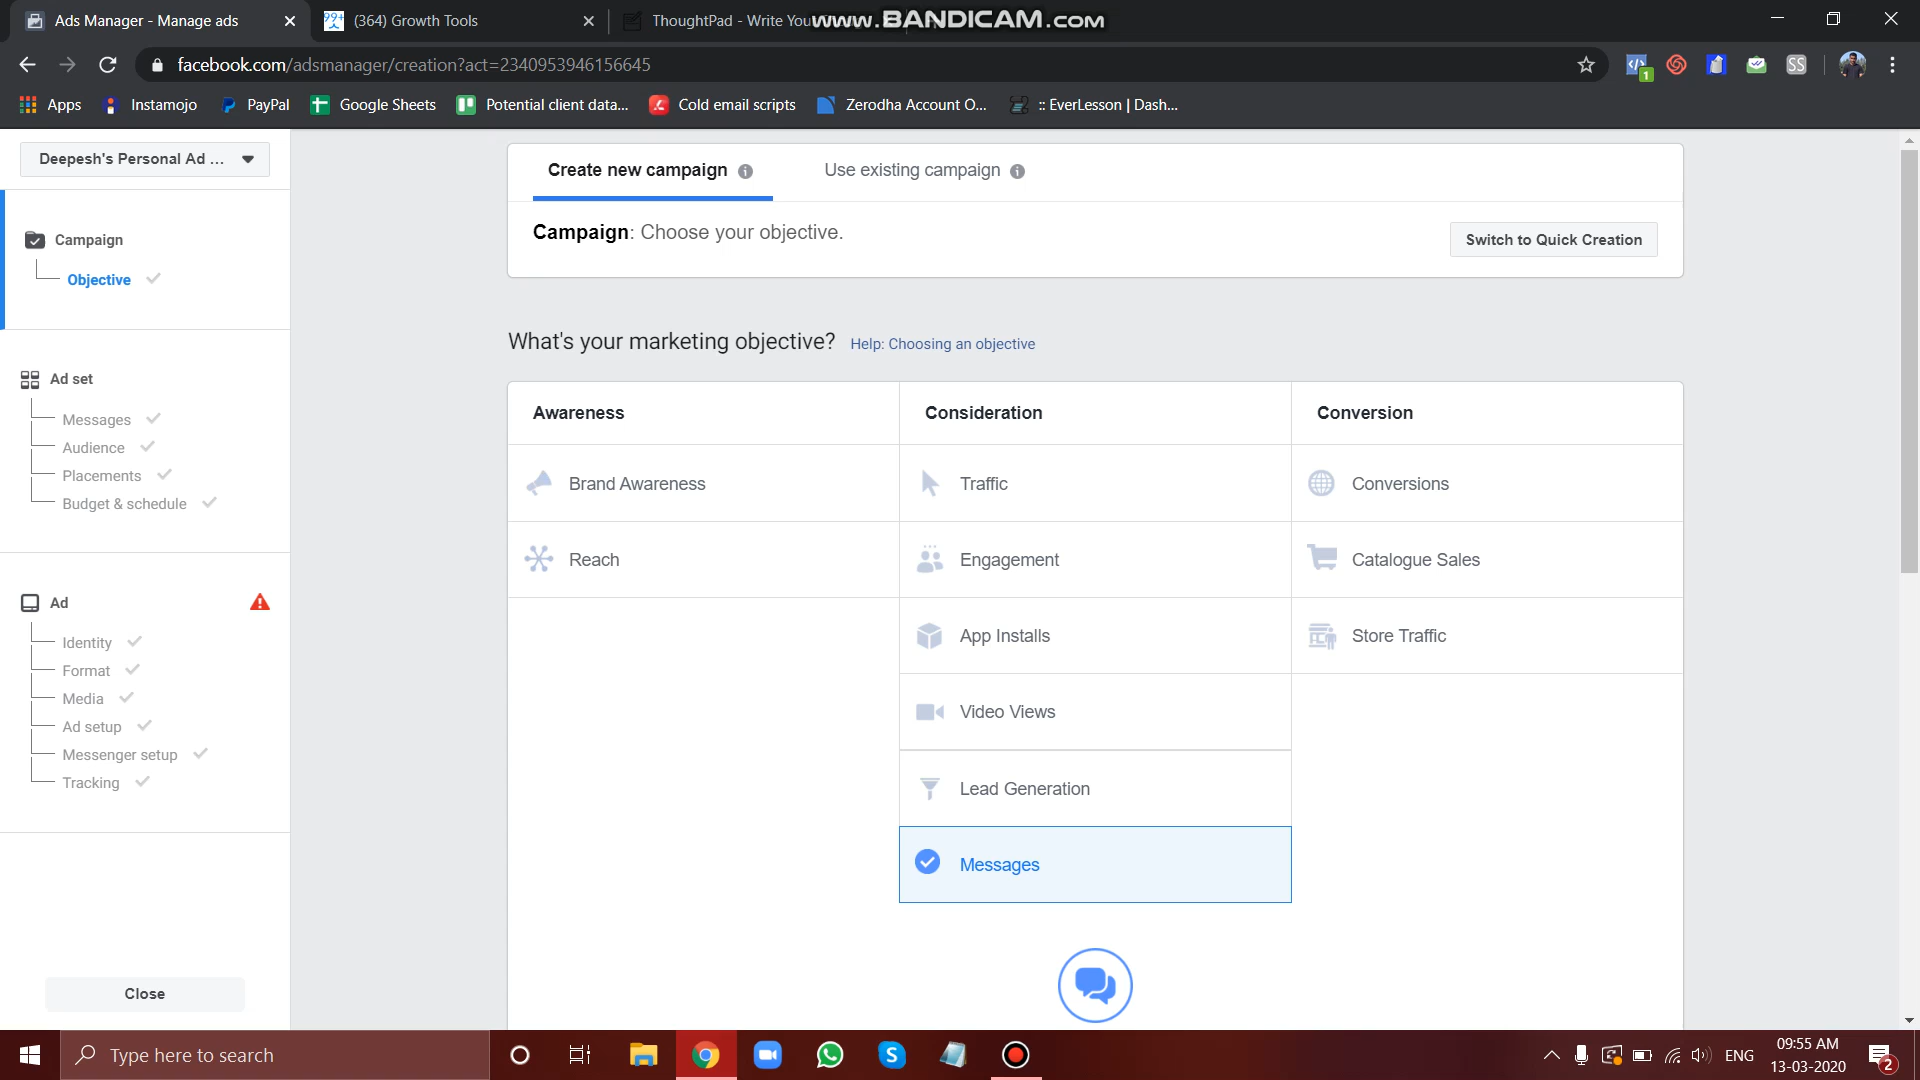 Ads Manager - Manage ads
(364) Growth Tools
ThoughtPad - Write You
www.BANDICAM.com
facebook.com/adsmanager/creation?act=2340953946156645
Apps
Instamojo
PayPal
Google Sheets
Potential client data...
Cold email scripts
Zerodha Account O...
:: EverLesson | Dash...
Deepesh's Personal Ad ...
Campaign
Objective
Ad set
Messages
Audience
Placements
Budget & schedule
Ad
Identity
Format
Media
Ad setup
Messenger setup
Tracking
Close
Create new campaign
Use existing campaign
Campaign: Choose your objective.
Switch to Quick Creation
What's your marketing objective? Help: Choosing an objective
Awareness
Consideration
Conversion
Brand Awareness
Traffic
Conversions
Reach
Engagement
Catalogue Sales
App Installs
Store Traffic
Video Views
Lead Generation
Messages
Type here to search
ENG
09:55 AM
13-03-2020
2